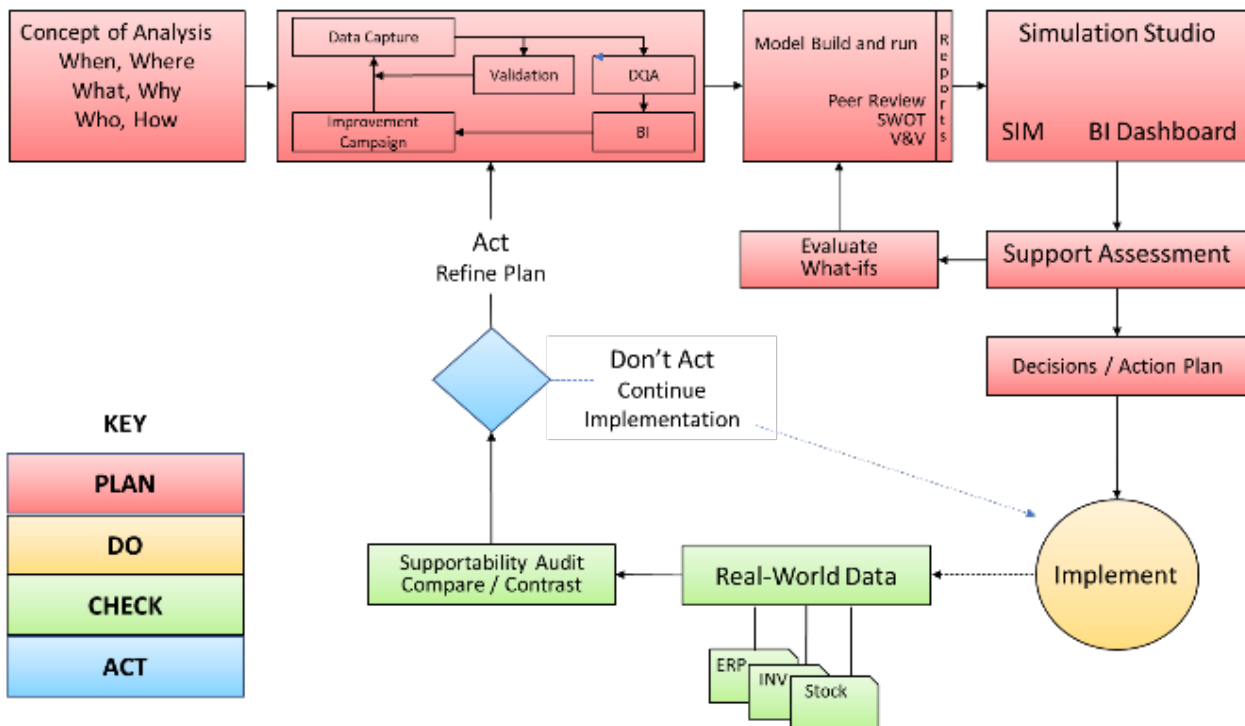 Concept of Analysis
When, Where
What, Why
Who, How
Data Capture
Validation
DQA
Improvement
Campaign
BI
Model Build and run
Peer Review
SWOT
V&V
Reports
Simulation Studio
SIM
BI Dashboard
Evaluate
What-ifs
Support Assessment
Decisions / Action Plan
Act
Refine Plan
Don't Act
Continue
Implementation
KEY
PLAN
DO
CHECK
ACT
Supportability Audit
Compare / Contrast
Real-World Data
Implement
ERP
INV
Stock